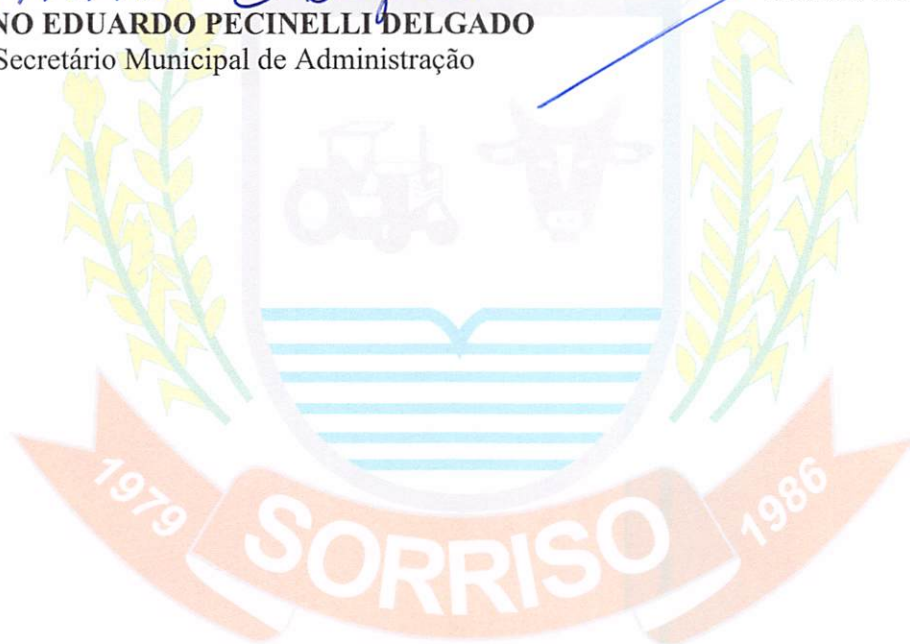 NO EDUARDO PECINELLI DELGADO
Secretário Municipal de Administração
1979
SORRISO
1986